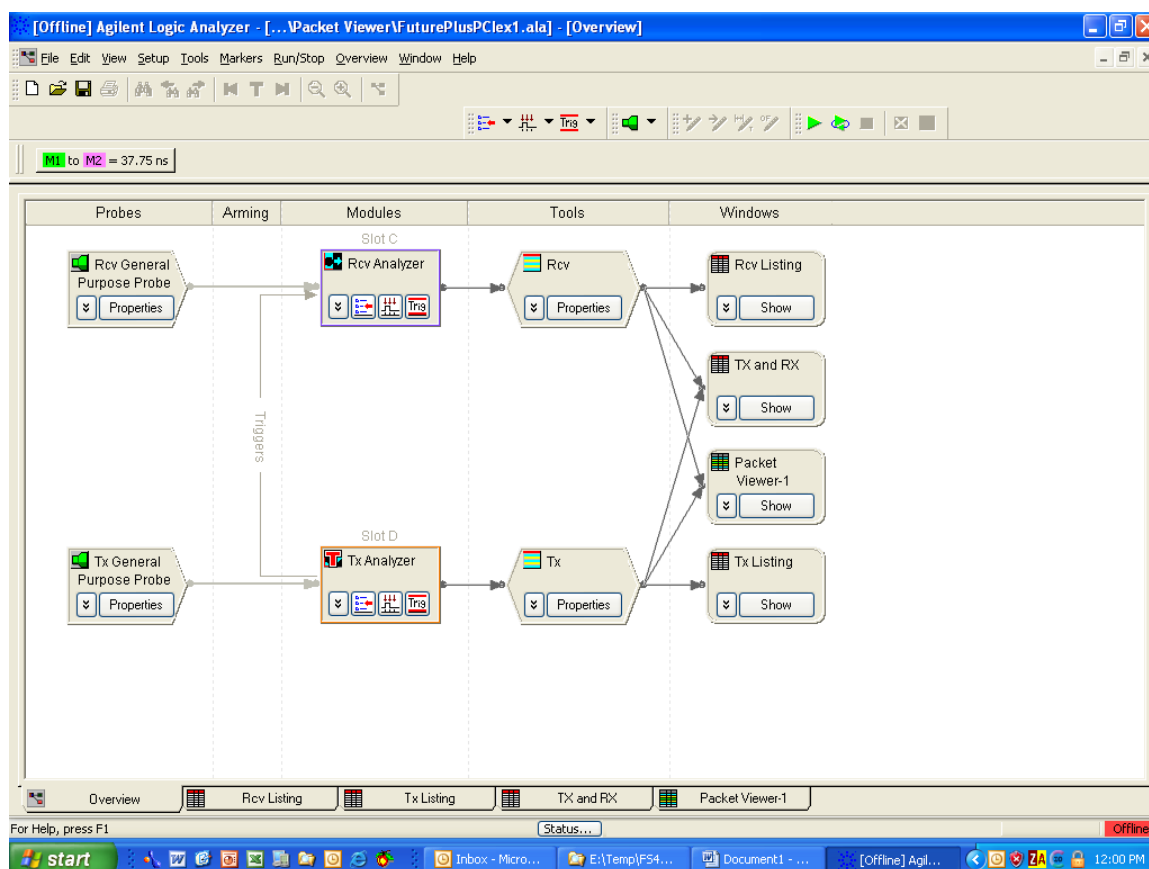 [Offline] Agilent Logic Analyzer - [...\Packet Viewer\FuturePlusPCIex1.ala] - [Overview]
File Edit View Setup Tools Markers Run/Stop Overview Window Help
T
Trig
M1 to M2 = 37.75 ns
Probes Arming Modules Tools Windows
Slot C
Rcv General Purpose Probe
Properties
Rcv Analyzer
Trig
Rcv
Properties
Rcv Listing
Show
TX and RX
Show
Triggers
Packet Viewer-1
Show
Slot D
Tx General Purpose Probe
Properties
Tx Analyzer
Trig
Tx
Properties
Tx Listing
Show
Overview Rcv Listing Tx Listing TX and RX Packet Viewer-1
For Help, press F1 Status... Offline
start Inbox - Micro... E:\Temp\FS4... Document1 - ... [Offline] Agil... ZA 12:00 PM